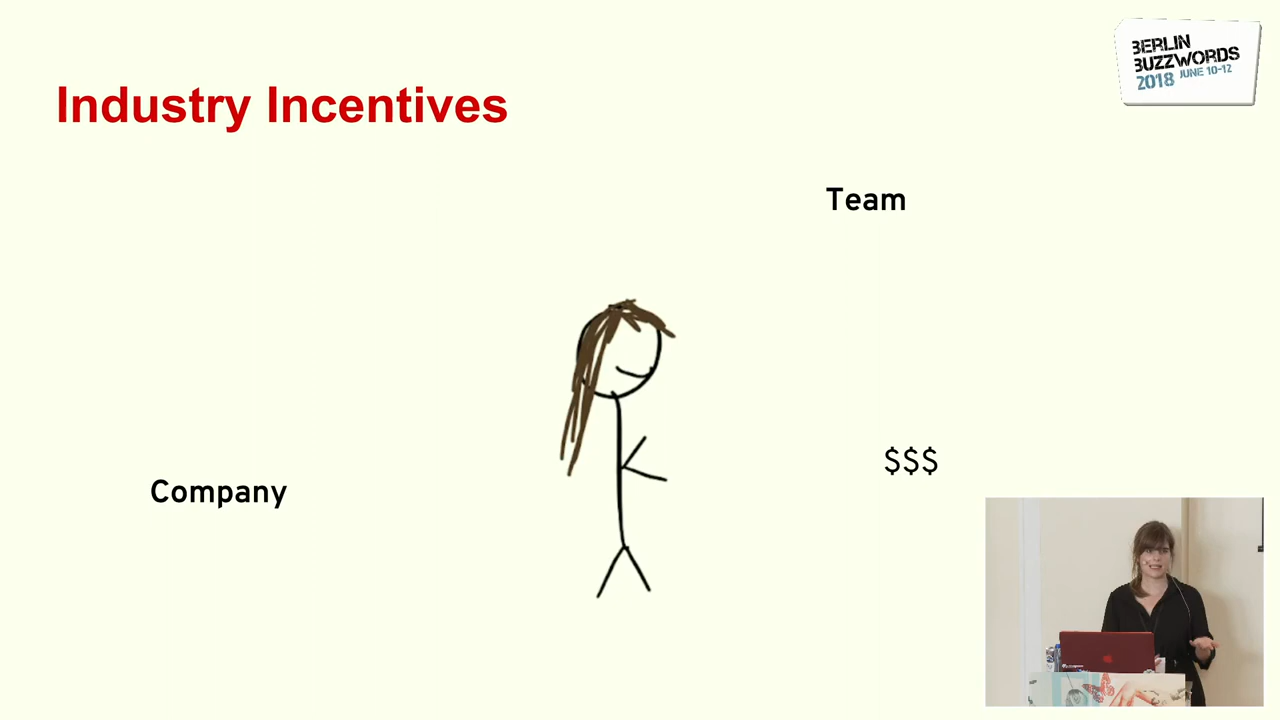 BERLIN
BUZZWORDS
2018 JUNE 10-12
Industry Incentives
Team
$$$
Company